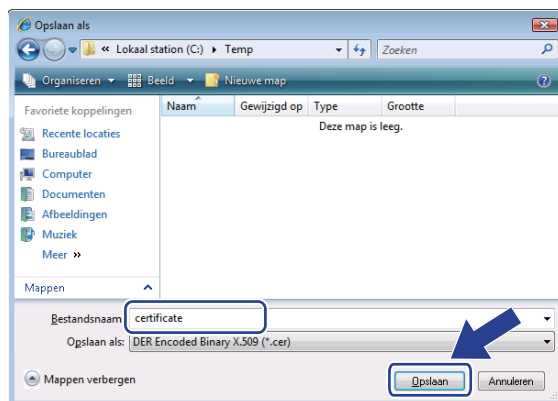 Opslaan als
« Lokaal station (C:) ▸ Temp
Zoeken
Organiseren Beeld Nieuwe map
Favoriete koppelingen
Recente locaties
Bureaublad
Computer
Documenten
Afbeeldingen
Muziek
Meer »
Mappen
Naam Gewijzigd op Type Grootte
Deze map is leeg.
Bestandsnaam certificate
Opslaan als: DER Encoded Binary X.509 (*.cer)
Mappen verbergen
Opslaan Annuleren